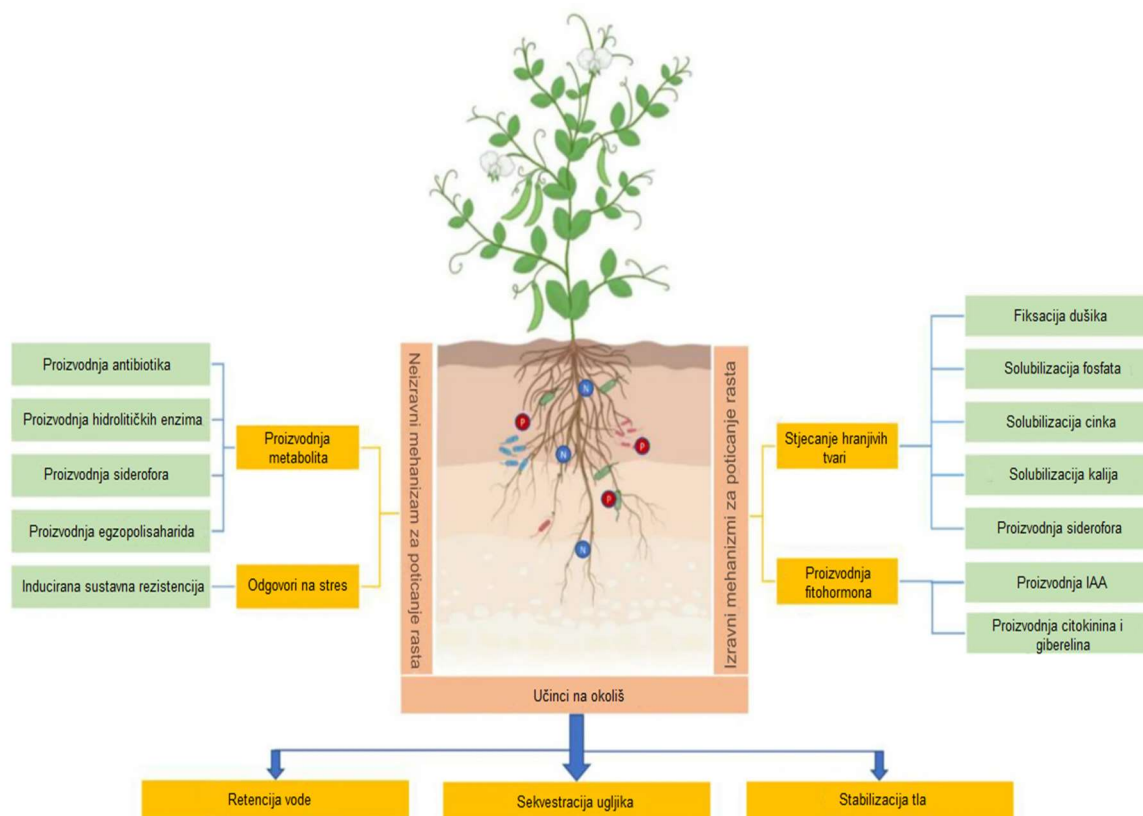 Proizvodnja antibiotika
Proizvodnja hidrolitičkih enzima
Proizvodnja siderofora
Proizvodnja egzopolisaharida
Inducirana sustavna rezistencija
Proizvodnja
metabolita
Odgovori na stres
Neizravni mehanizam za poticanje rasta
N
P
N
P
P
N
Izravni mehanizmi za poticanje rasta
Stjecanje hranjivih
tvari
Proizvodnja
fitohormona
Fiksacija dušika
Solubilizacija fosfata
Solubilizacija cinka
Solubilizacija kalija
Proizvodnja siderofora
Proizvodnja IAA
Proizvodnja citokinina i
giberelina
Učinci na okoliš
Retencija vode
Sekvestracija ugljika
Stabilizacija tla